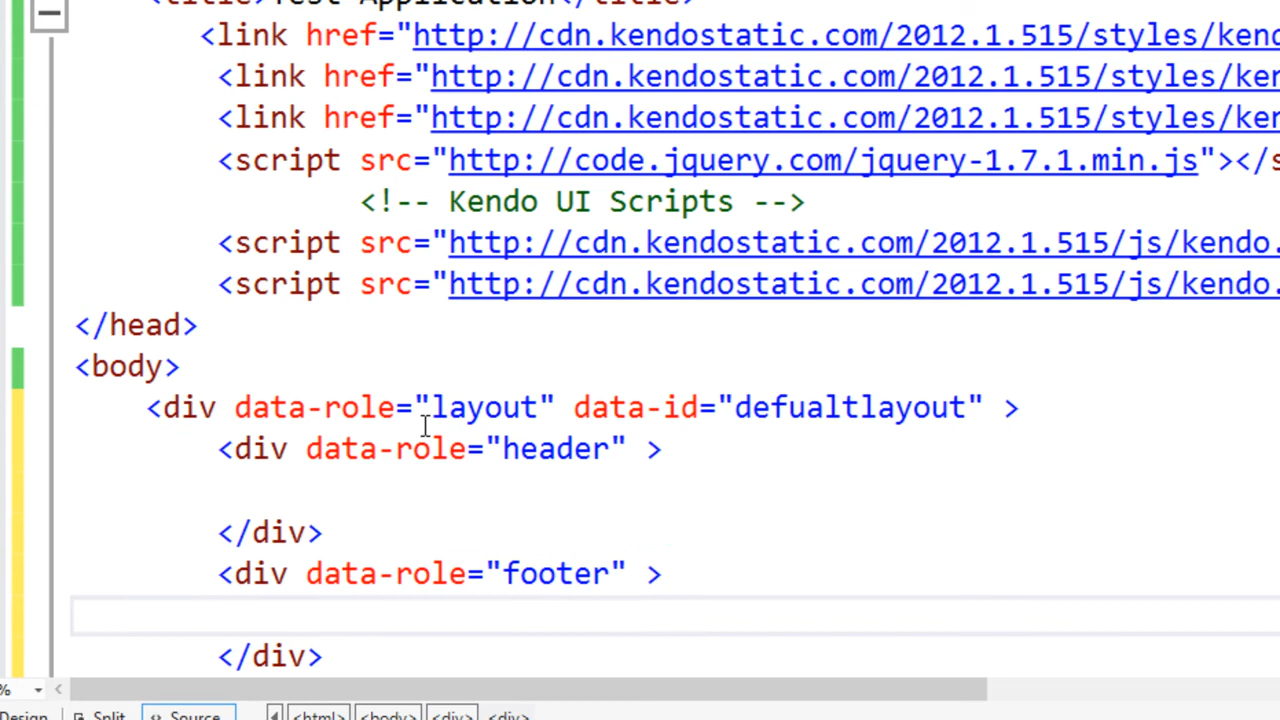 <title>Test Application</title>
<link href="http://cdn.kendostatic.com/2012.1.515/styles/
<link href="http://cdn.kendostatic.com/2012.1.515/styles/
<link href="http://cdn.kendostatic.com/2012.1.515/styles/
<script src="http://code.jquery.com/jquery-1.7.1.min.js"></
<!-- Kendo UI Scripts -->
<script src="http://cdn.kendostatic.com/2012.1.515/js/kendo.
<script src="http://cdn.kendostatic.com/2012.1.515/js/kendo.
</head>
<body>
<div data-role="layout" data-id="defualtlayout" >
<div data-role="header" >
</div>
<div data-role="footer" >
</div>
%
Design Split Source <html> <body> <div> <div>